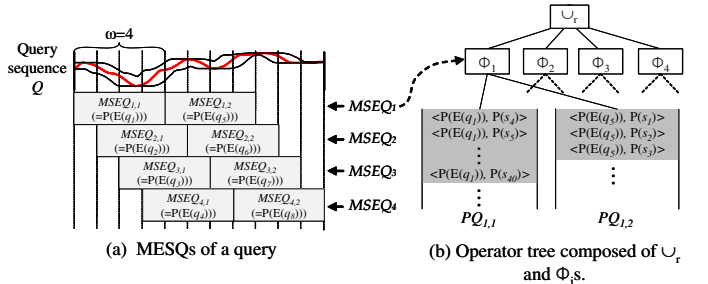 ω=4
Query
sequence
Q
MSEQ1,1
(=P(E(q1)))
MSEQ1,2
(=P(E(q5)))
MSEQ2,1
(=P(E(q2)))
MSEQ2,2
(=P(E(q6)))
MSEQ3,1
(=P(E(q3)))
MSEQ3,2
(=P(E(q7)))
MSEQ4,1
(=P(E(q4)))
MSEQ4,2
(=P(E(q8)))
MSEQ1
MSEQ2
MSEQ3
MSEQ4
(a) MESQs of a query
∪r
Φ1
Φ2
Φ3
Φ4
<P(E(q1)), P(s4)>
<P(E(q1)), P(s5)>
<P(E(q1)), P(s40)>
PQ1,1
<P(E(q5)), P(s1)>
<P(E(q5)), P(s2)>
<P(E(q5)), P(s3)>
PQ1,2
(b) Operator tree composed of ∪r
and Φis.